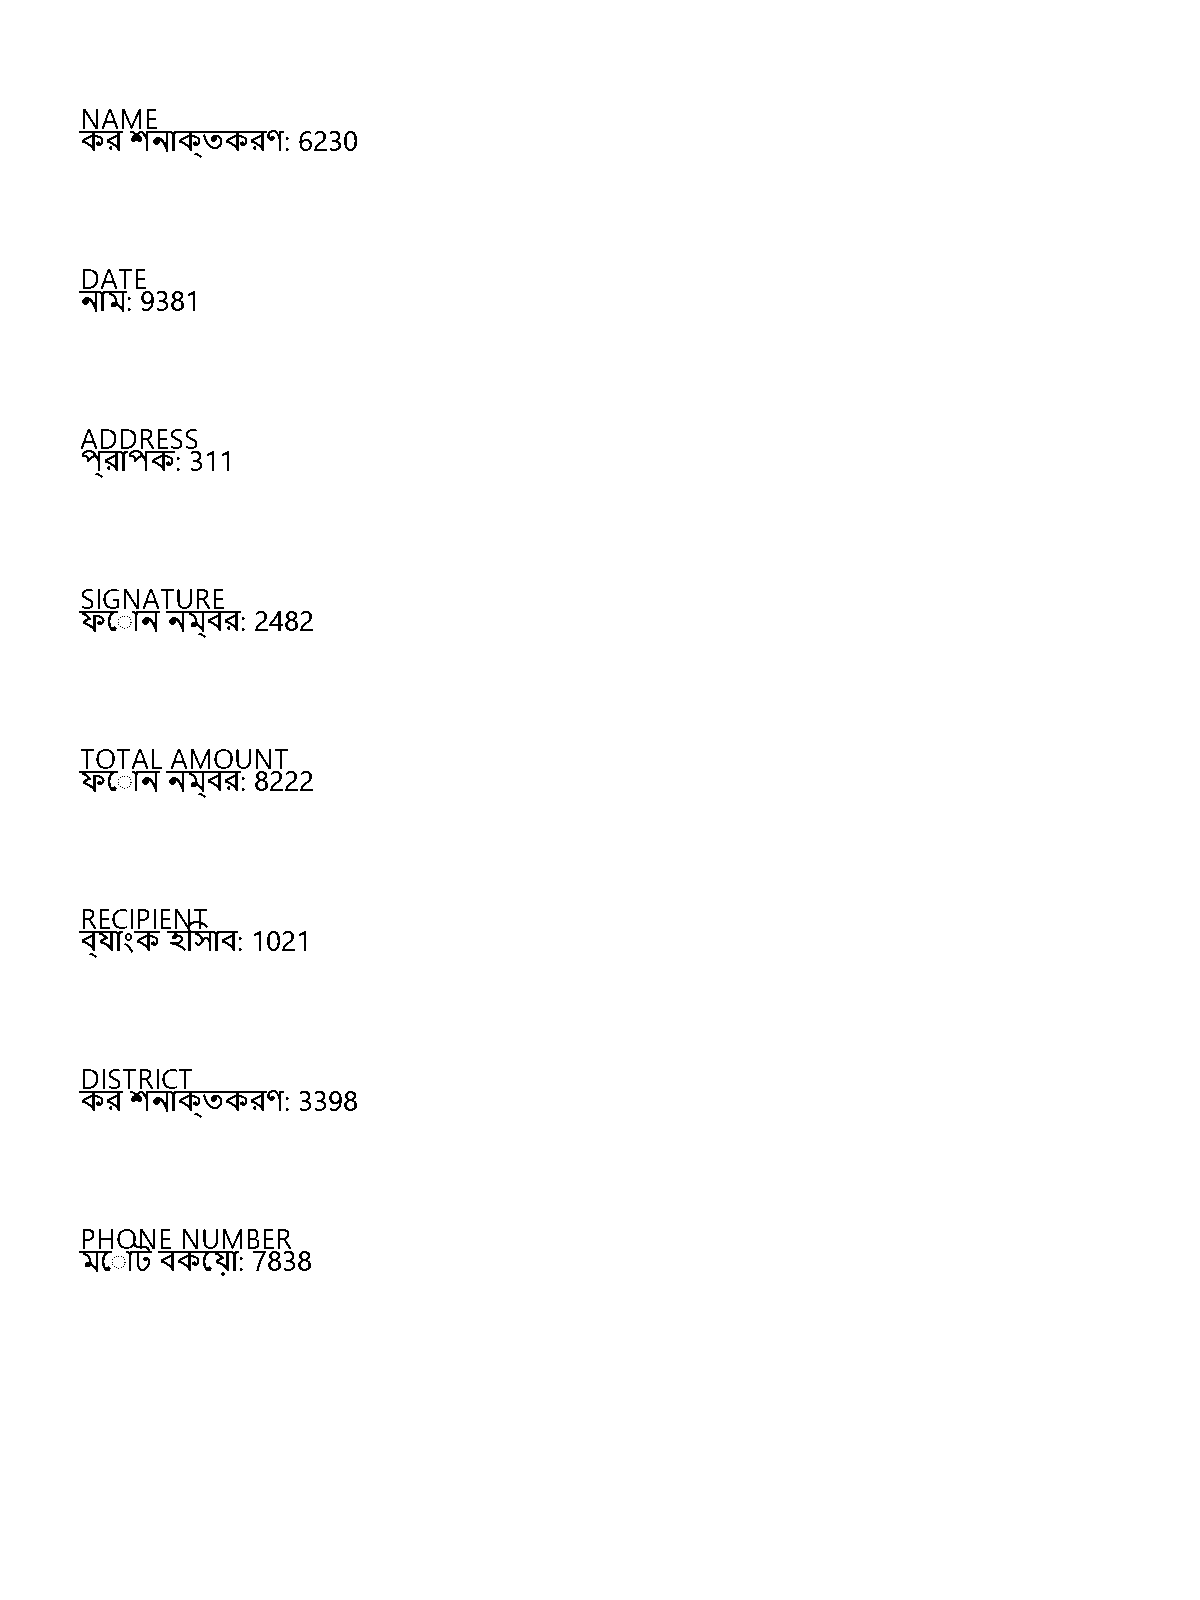 NAME
কর শনাক্তকরণ: 6230
DATE
নাম: 9381
ADDRESS
প্রাপক: 311
SIGNATURE
ফোন নম্বর: 2482
TOTAL AMOUNT
ফোন নম্বর: 8222
RECIPIENT
ব্যাংক হিসাব: 1021
DISTRICT
কর শনাক্তকরণ: 3398
PHONE NUMBER
মোট বকেয়া: 7838